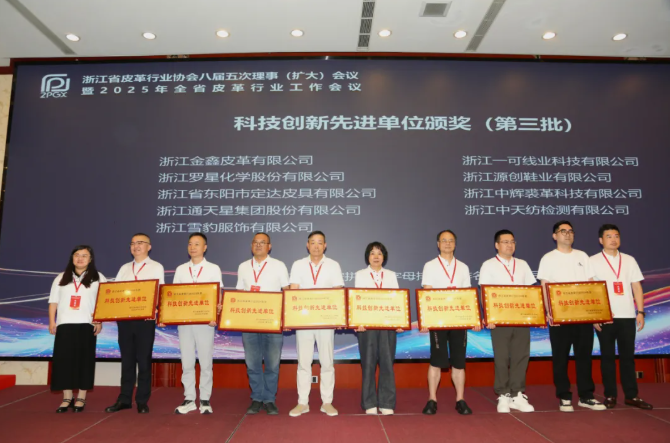 ZPGX
浙江省皮革行业协会八届五次理事（扩大）会议
暨2025年全省皮革行业工作会议
科技创新先进单位颁奖（第三批）
浙江金鑫皮革有限公司
浙江罗星化学股份有限公司
浙江省东阳市定达皮具有限公司
浙江通天星集团股份有限公司
浙江雪豹服饰有限公司
浙江一可线业科技有限公司
浙江源创鞋业有限公司
浙江中辉裘革科技有限公司
浙江中天纺检测有限公司
科技创新先进单位
科技创新先进单位
科技创新先进单位
科技创新先进单位
科技创新先进单位
科技创新先进单位
科技创新先进单位
科技创新先进单位